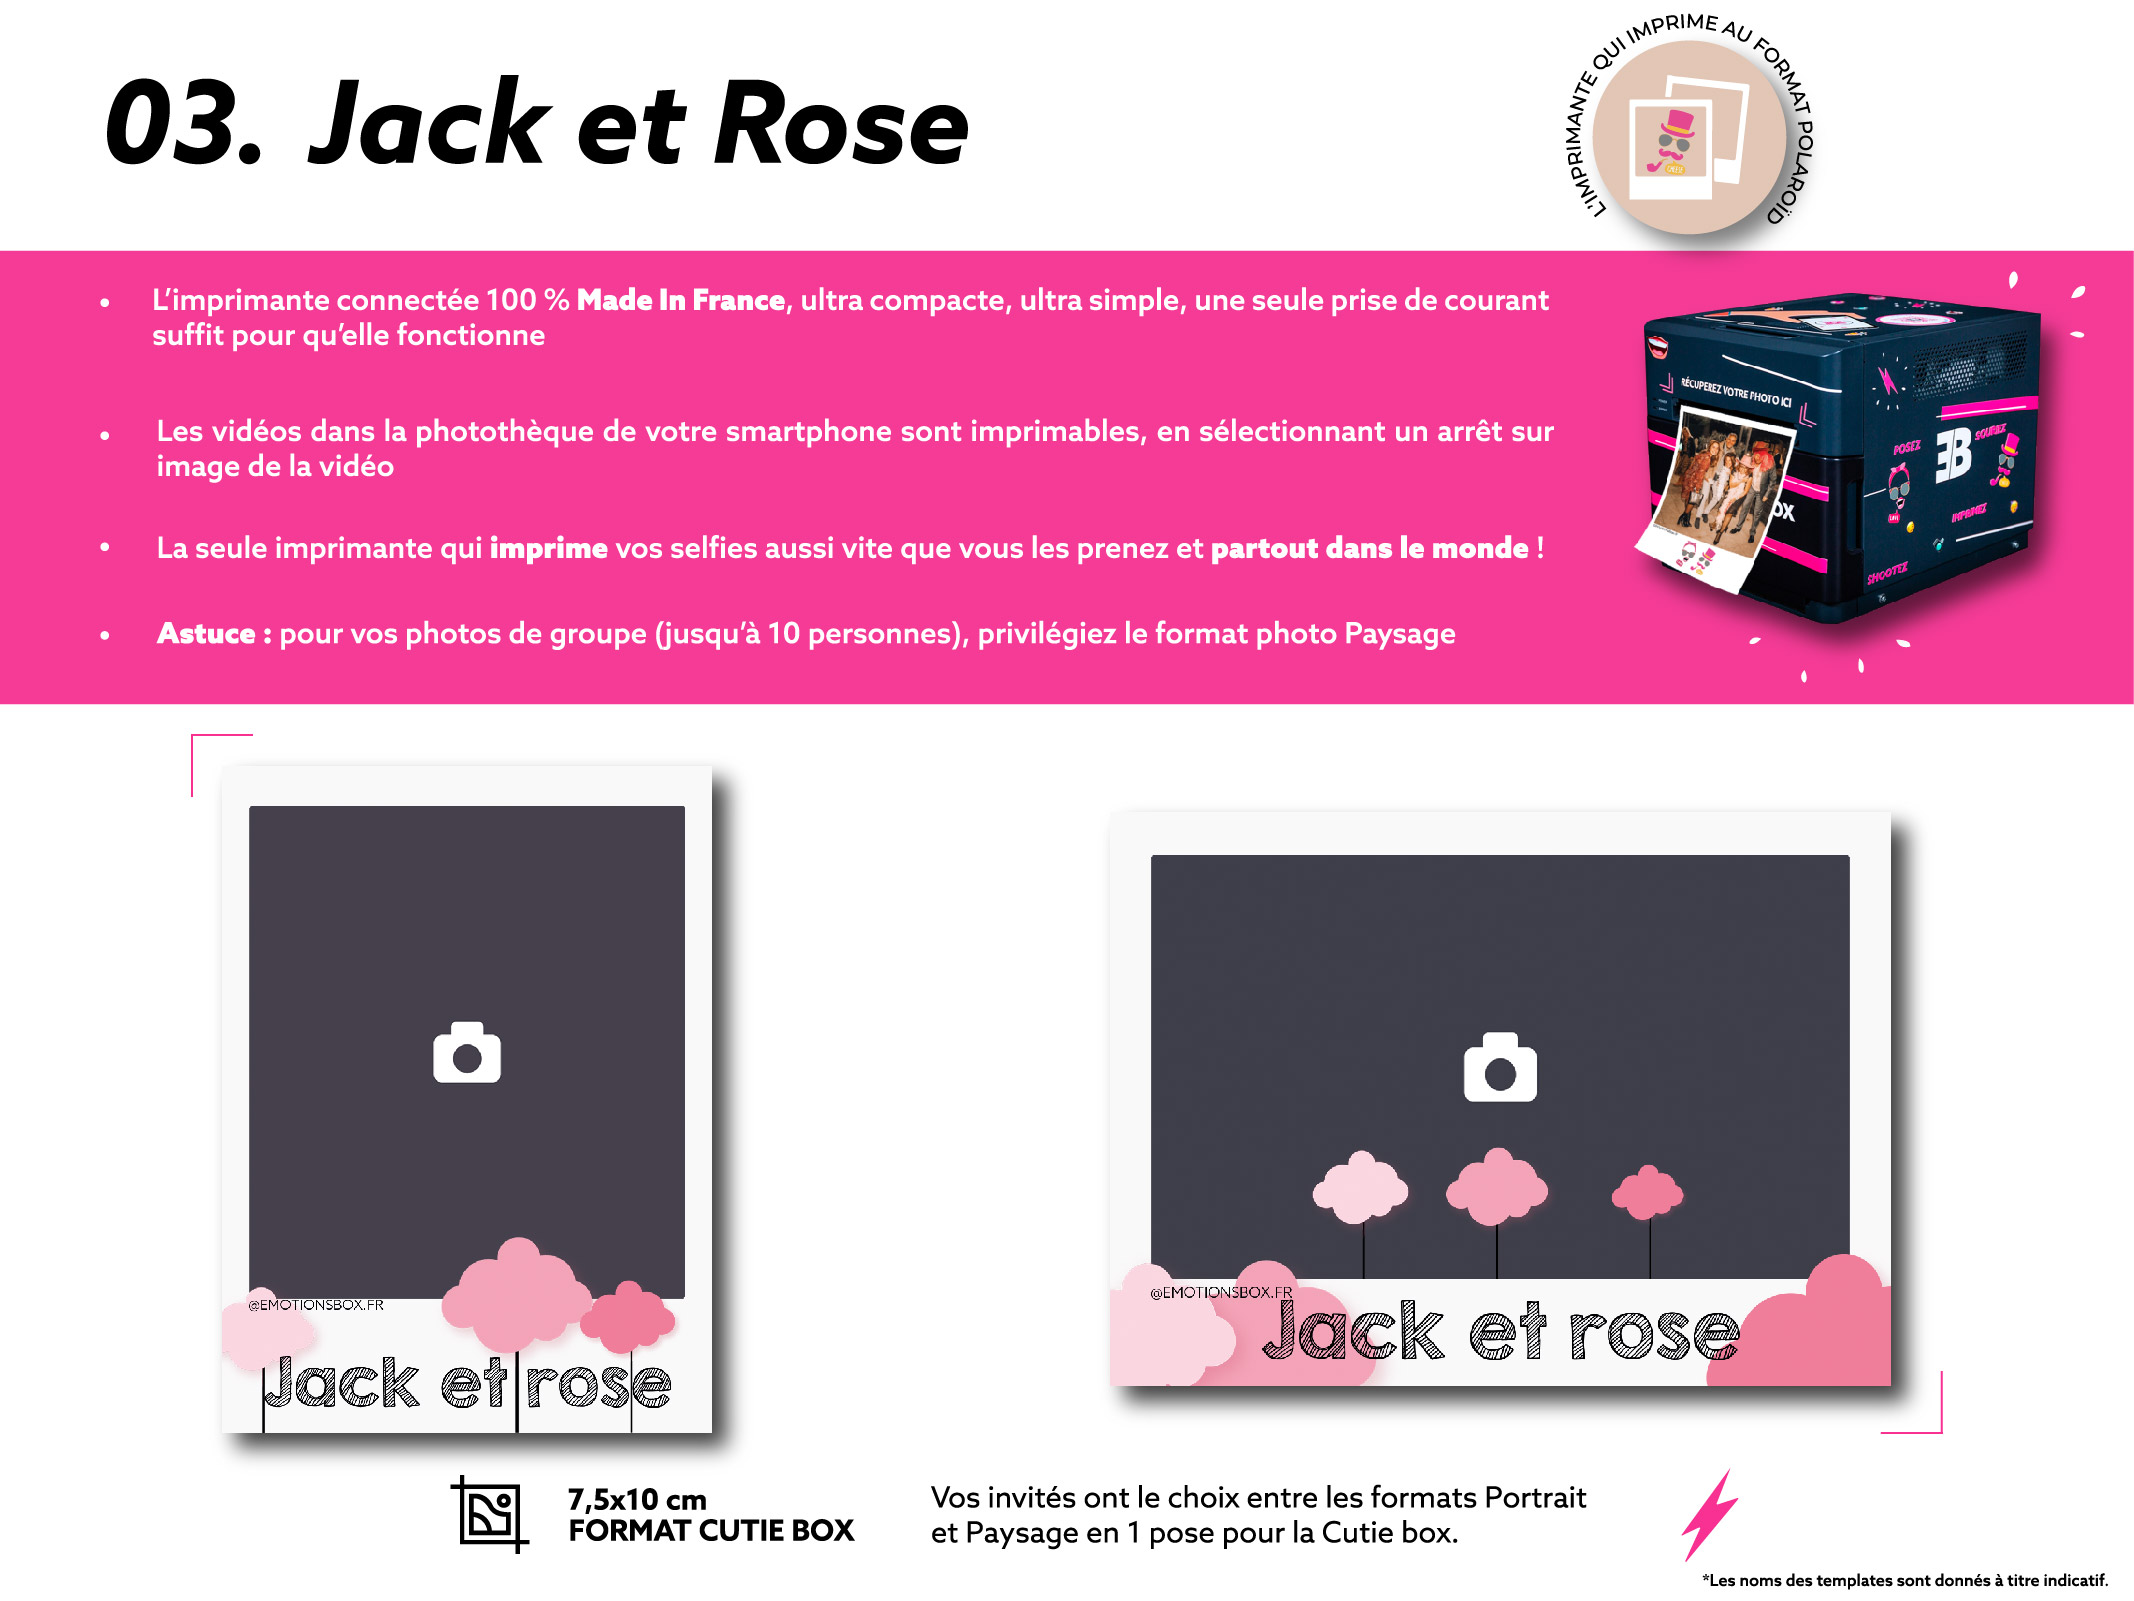 03. Jack et Rose
L'IMPRIMANTE QUI IMPRIME AU FORMAT POLAROÏD
CHEESE
• L'imprimante connectée 100 % Made In France, ultra compacte, ultra simple, une seule prise de courant
suffit pour qu'elle fonctionne
• Les vidéos dans la photothèque de votre smartphone sont imprimables, en sélectionnant un arrêt sur
image de la vidéo
• La seule imprimante qui imprime vos selfies aussi vite que vous les prenez et partout dans le monde !
• Astuce : pour vos photos de groupe (jusqu'à 10 personnes), privilégiez le format photo Paysage
RÉCUPEREZ VOTRE PHOTO ICI
POSEZ
EB
SOURIEZ
OX
IMPRIMEZ
SHOOTEZ
@EMOTIONSBOX.FR
Jack et rose
@EMOTIONSBOX.FR
Jack et rose
7,5x10 cm
FORMAT CUTIE BOX
Vos invités ont le choix entre les formats Portrait
et Paysage en 1 pose pour la Cutie box.
*Les noms des templates sont donnés à titre indicatif.